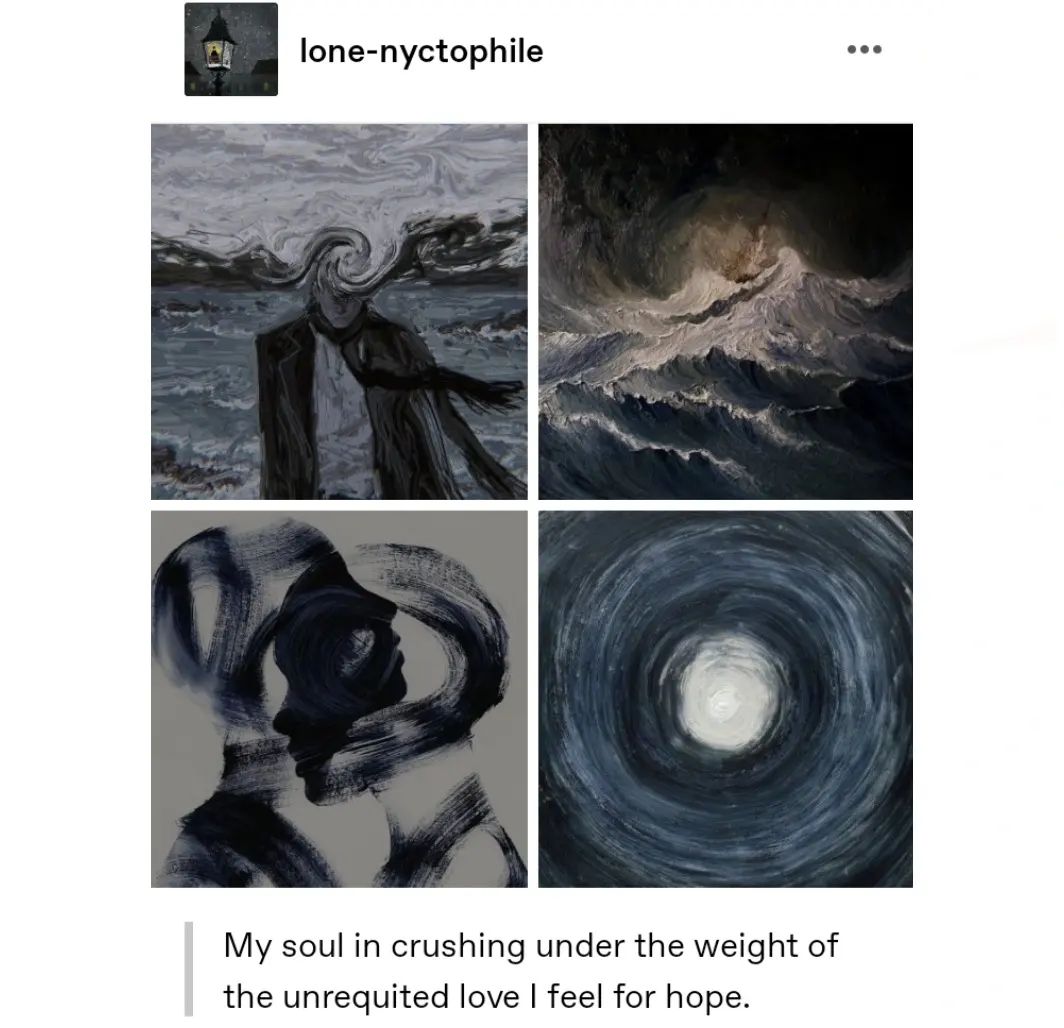 lone-nyctophile
My soul in crushing under the weight of
the unrequited love I feel for hope.